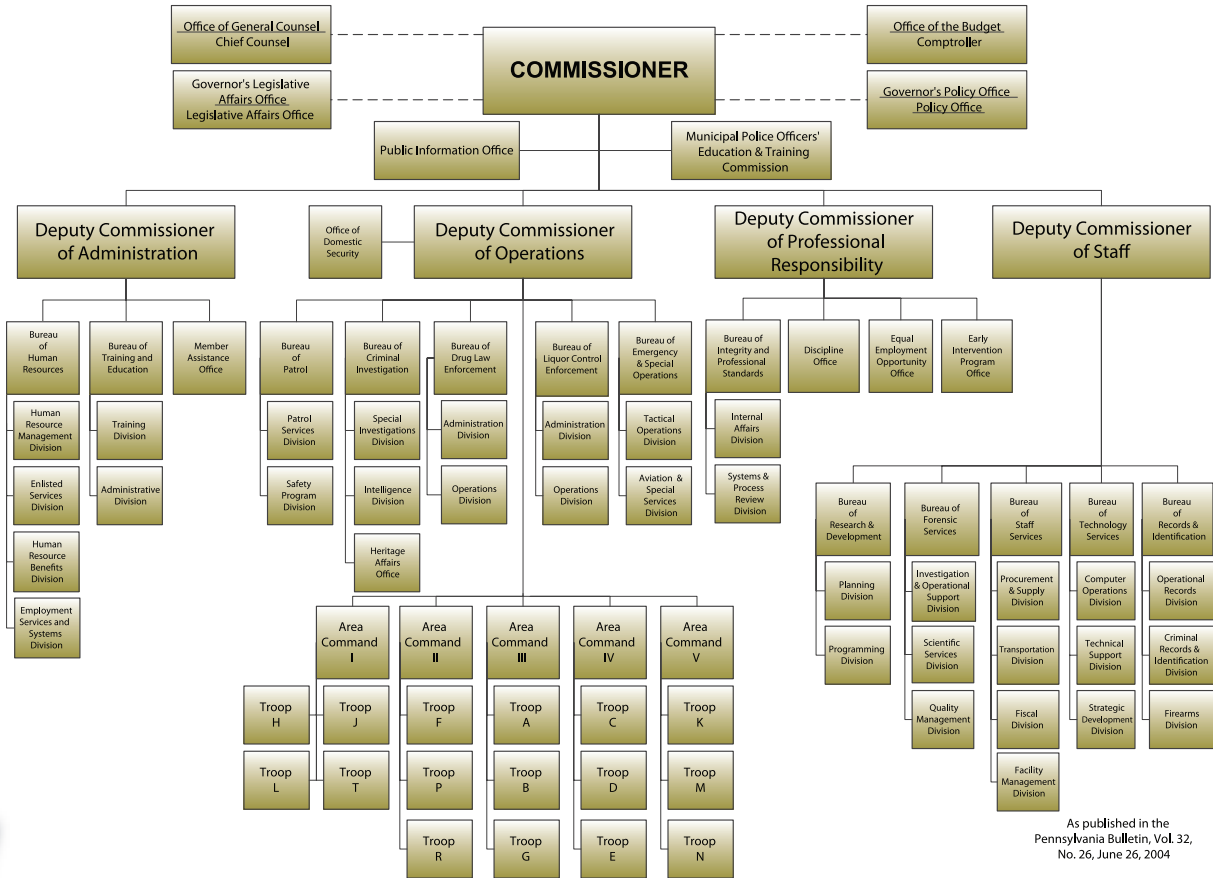 Office of General Counsel
Chief Counsel
COMMISSIONER
Office of the Budget
Comptroller
Governor's Legislative
Affairs Office
Legislative Affairs Office
Governor's Policy Office
Policy Office
Public Information Office
Municipal Police Officers'
Education & Training
Commission
Deputy Commissioner
of Administration
Office of
Domestic
Security
Deputy Commissioner
of Operations
Deputy Commissioner
of Professional
Responsibility
Deputy Commissioner
of Staff
Bureau
of
Human
Resources
Bureau of
Training and
Education
Member
Assistance
Office
Bureau
of
Patrol
Bureau of
Criminal
Investigation
Bureau of
Drug Law
Enforcement
Bureau of
Liquor Control
Enforcement
Bureau of
Emergency
& Special
Operations
Bureau of
Integrity and
Professional
Standards
Discipline
Office
Equal
Employment
Opportunity
Office
Early
Intervention
Program
Office
Human
Resource
Management
Division
Training
Division
Patrol
Services
Division
Special
Investigations
Division
Administration
Division
Administration
Division
Tactical
Operations
Division
Internal
Affairs
Division
Enlisted
Services
Division
Administrative
Division
Safety
Program
Division
Intelligence
Division
Operations
Division
Operations
Division
Aviation &
Special
Services
Division
Systems &
Process
Review
Division
Human
Resource
Benefits
Division
Heritage
Affairs
Office
Employment
Services and
Systems
Division
Bureau
of
Research &
Development
Bureau of
Forensic
Services
Bureau
of
Staff
Services
Bureau
of
Technology
Services
Bureau
of
Records &
Identification
Planning
Division
Investigation
& Operational
Support
Division
Procurement
& Supply
Division
Computer
Operations
Division
Operational
Records
Division
Programming
Division
Scientific
Services
Division
Transportation
Division
Technical
Support
Division
Criminal
Records &
Identification
Division
Quality
Management
Division
Fiscal
Division
Strategic
Development
Division
Firearms
Division
Facility
Management
Division
Area
Command
I
Area
Command
II
Area
Command
III
Area
Command
IV
Area
Command
V
Troop
H
Troop
J
Troop
F
Troop
A
Troop
C
Troop
K
Troop
L
Troop
T
Troop
P
Troop
B
Troop
D
Troop
M
Troop
R
Troop
G
Troop
E
Troop
N
As published in the
Pennsylvania Bulletin, Vol. 32,
No. 26, June 26, 2004